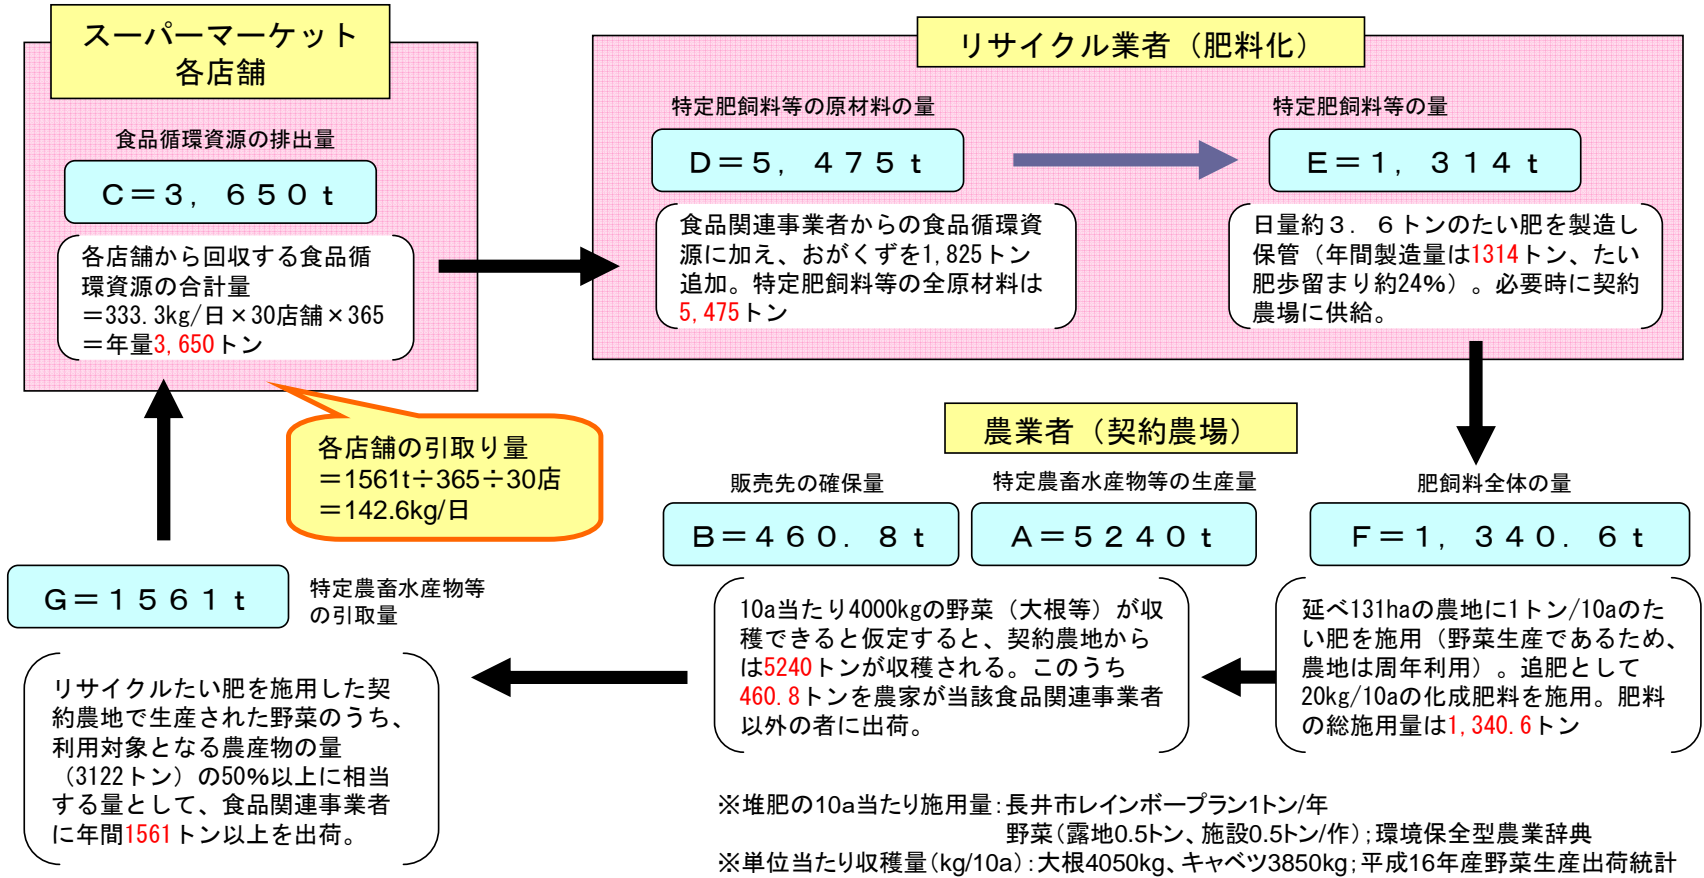 スーパーマーケット
各店舗
食品循環資源の排出量
C＝3，650ｔ
各店舗から回収する食品循
環資源の合計量
＝333.3kg/日×30店舗×365
＝年量3,650トン
リサイクル業者（肥料化）
特定肥飼料等の原材料の量
D＝5，475ｔ
食品関連事業者からの食品循環資
源に加え、おがくずを1,825トン
追加。特定肥飼料等の全原材料は
5,475トン
特定肥飼料等の量
E＝1，314ｔ
日量約３．６トンのたい肥を製造し
保管（年間製造量は1314トン、たい
肥歩留まり約24%）。必要時に契約
農場に供給。
各店舗の引取り量
＝1561t÷365÷30店
＝142.6kg/日
農業者（契約農場）
販売先の確保量
B＝460．8ｔ
特定農畜水産物等の生産量
A＝5240ｔ
10a当たり4000kgの野菜（大根等）が収
穫できると仮定すると、契約農地から
は5240トンが収穫される。このうち
460.8トンを農家が当該食品関連事業者
以外の者に出荷。
肥飼料全体の量
F＝1，340．6ｔ
延べ131haの農地に1トン/10aのた
い肥を施用（野菜生産であるため、
農地は周年利用）。追肥として
20kg/10aの化成肥料を施用。肥料
の総施用量は1,340.6トン
G＝1561ｔ
特定農畜水産物等
の引取量
リサイクルたい肥を施用した契
約農地で生産された野菜のうち、
利用対象となる農産物の量
（3122トン）の50%以上に相当
する量として、食品関連事業者
に年間1561トン以上を出荷。
※堆肥の10a当たり施用量：長井市レインボープラン1トン/年
野菜（露地0.5トン、施設0.5トン/作）；環境保全型農業辞典
※単位当たり収穫量（kg/10a）：大根4050kg、キャベツ3850kg；平成16年産野菜生産出荷統計